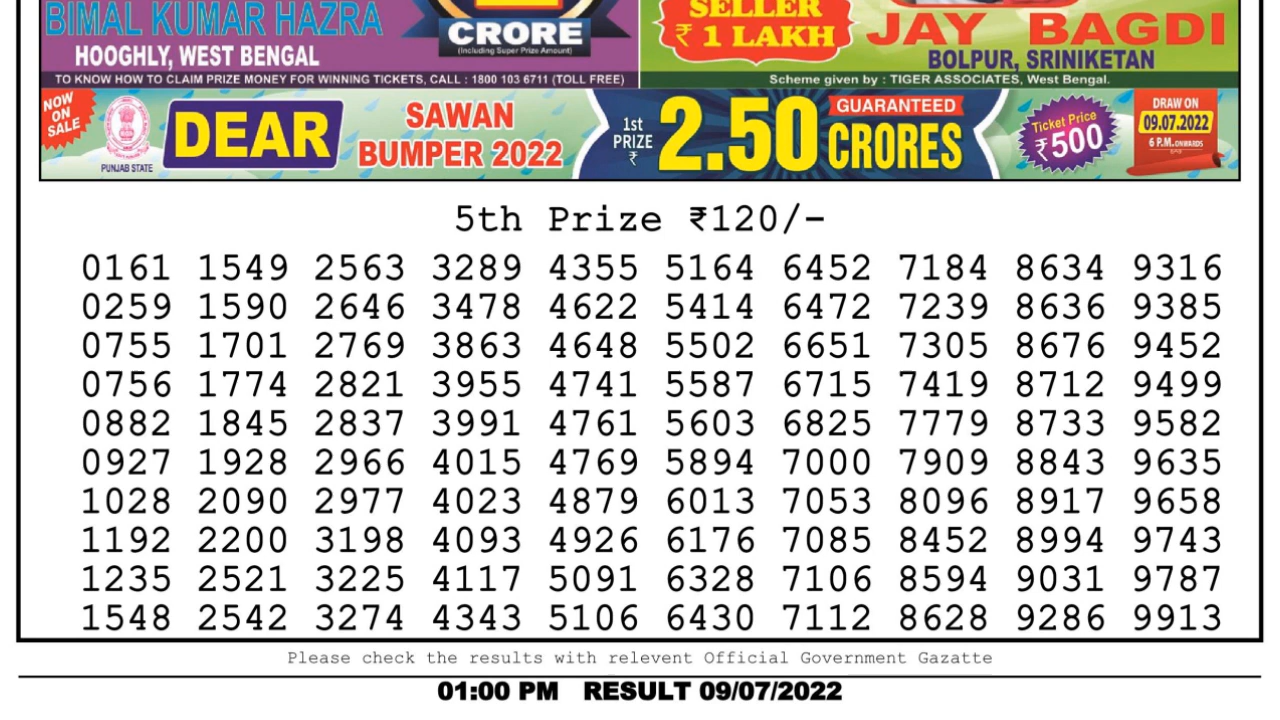 BIMAL KUMAR HAZRA
HOOGHLY, WEST BENGAL
CRORE
(Including Super Prize Amount)
SELLER
₹ 1 LAKH
JAY BAGDI
BOLPUR, SRINIKETAN
TO KNOW HOW TO CLAIM PRIZE MONEY FOR WINNING TICKETS, CALL : 1800 103 6711 (TOLL FREE)
Scheme given by : TIGER ASSOCIATES, West Bengal.
NOW
ON
SALE
PUNJAB STATE
DEAR
SAWAN
BUMPER 2022
1st
PRIZE
₹
2.50
GUARANTEED
CRORES
Ticket Price
₹500
DRAW ON
09.07.2022
6 P.M. ONWARDS
5th Prize ₹120/-
0161 1549 2563 3289 4355 5164 6452 7184 8634 9316
0259 1590 2646 3478 4622 5414 6472 7239 8636 9385
0755 1701 2769 3863 4648 5502 6651 7305 8676 9452
0756 1774 2821 3955 4741 5587 6715 7419 8712 9499
0882 1845 2837 3991 4761 5603 6825 7779 8733 9582
0927 1928 2966 4015 4769 5894 7000 7909 8843 9635
1028 2090 2977 4023 4879 6013 7053 8096 8917 9658
1192 2200 3198 4093 4926 6176 7085 8452 8994 9743
1235 2521 3225 4117 5091 6328 7106 8594 9031 9787
1548 2542 3274 4343 5106 6430 7112 8628 9286 9913
Please check the results with relevent Official Government Gazatte
01:00 PM RESULT 09/07/2022